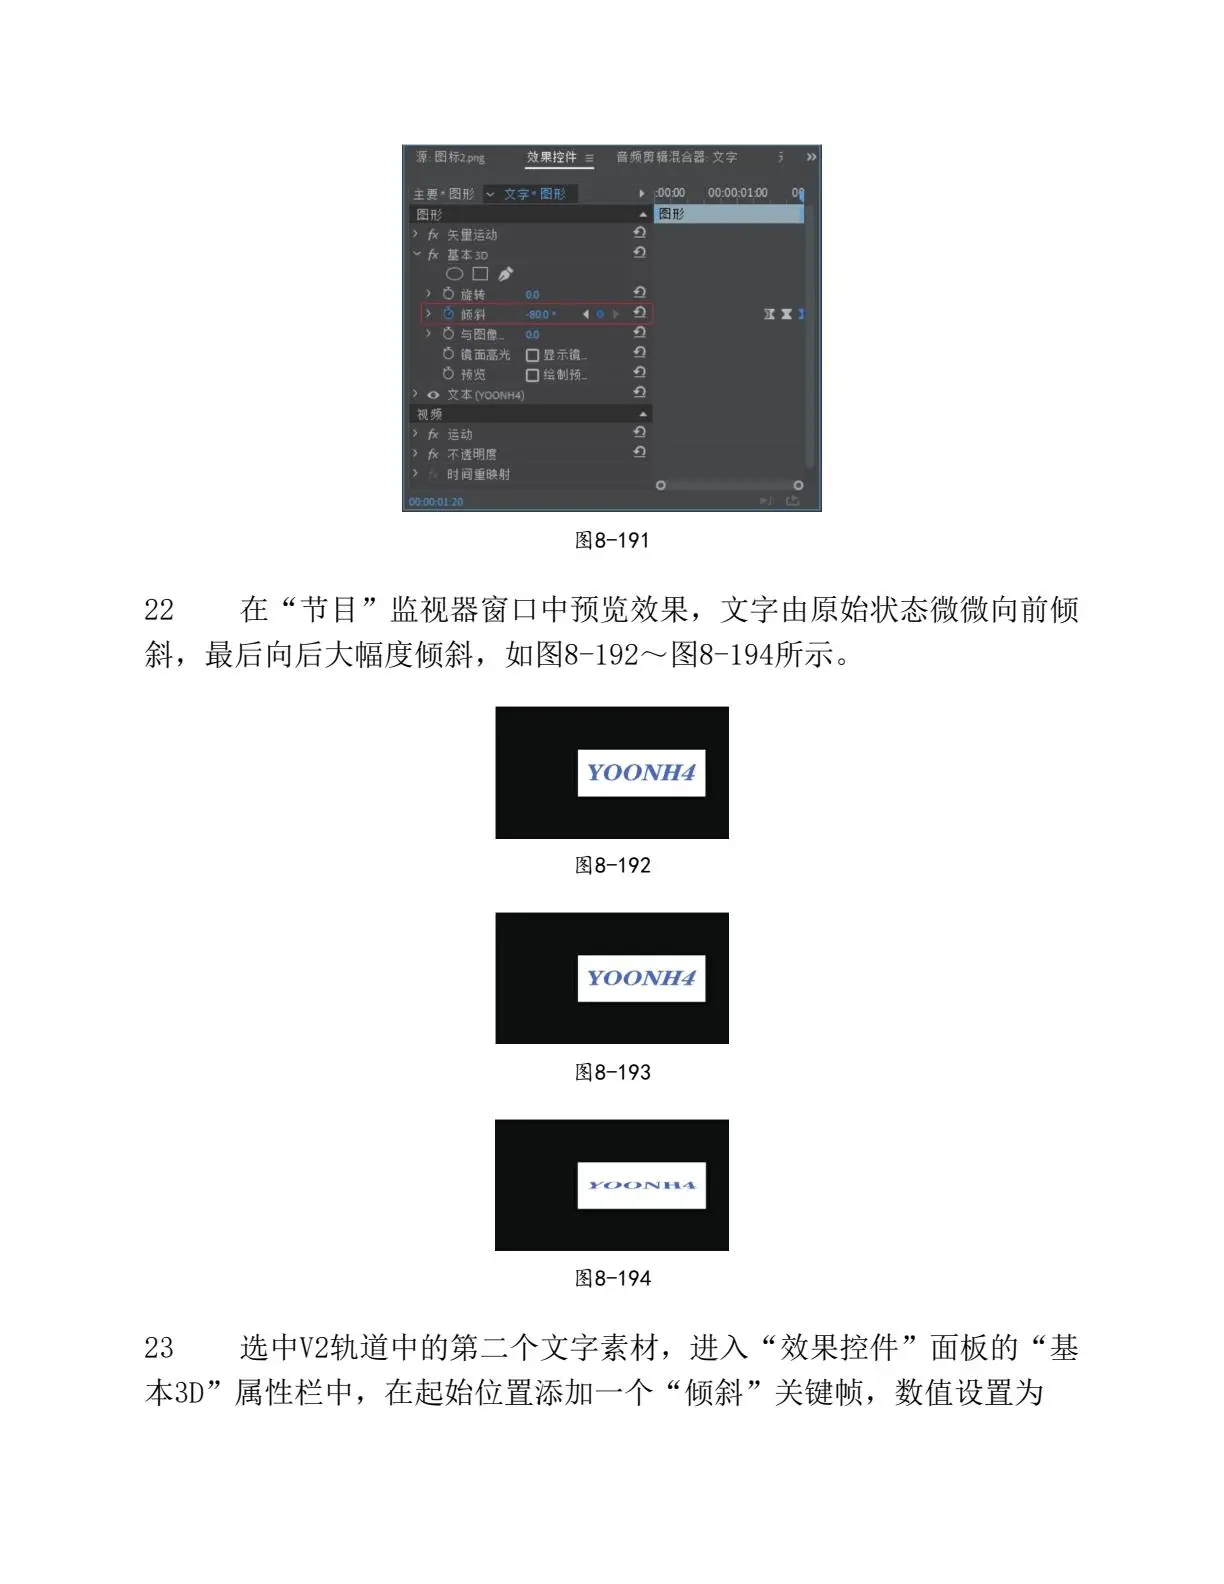 源: 图标2.png 效果控件 音频剪辑混合器: 文字
主要 * 图形 文字 * 图形 :00:00 00:00:01:00
图形 图形
fx 矢量运动
fx 基本 3D
旋转 0.0
倾斜 -80.0 °
与图像... 0.0
镜面高光 显示镜...
预览 绘制预...
文本 (YOONH4)
视频
fx 运动
fx 不透明度
fx 时间重映射
00:00:01:20
图8-191
22 在“节目”监视器窗口中预览效果，文字由原始状态微微向前倾
斜，最后向后大幅度倾斜，如图8-192～图8-194所示。
YOONH4
图8-192
YOONH4
图8-193
YOONH4
图8-194
23 选中V2轨道中的第二个文字素材，进入“效果控件”面板的“基
本3D”属性栏中，在起始位置添加一个“倾斜”关键帧，数值设置为